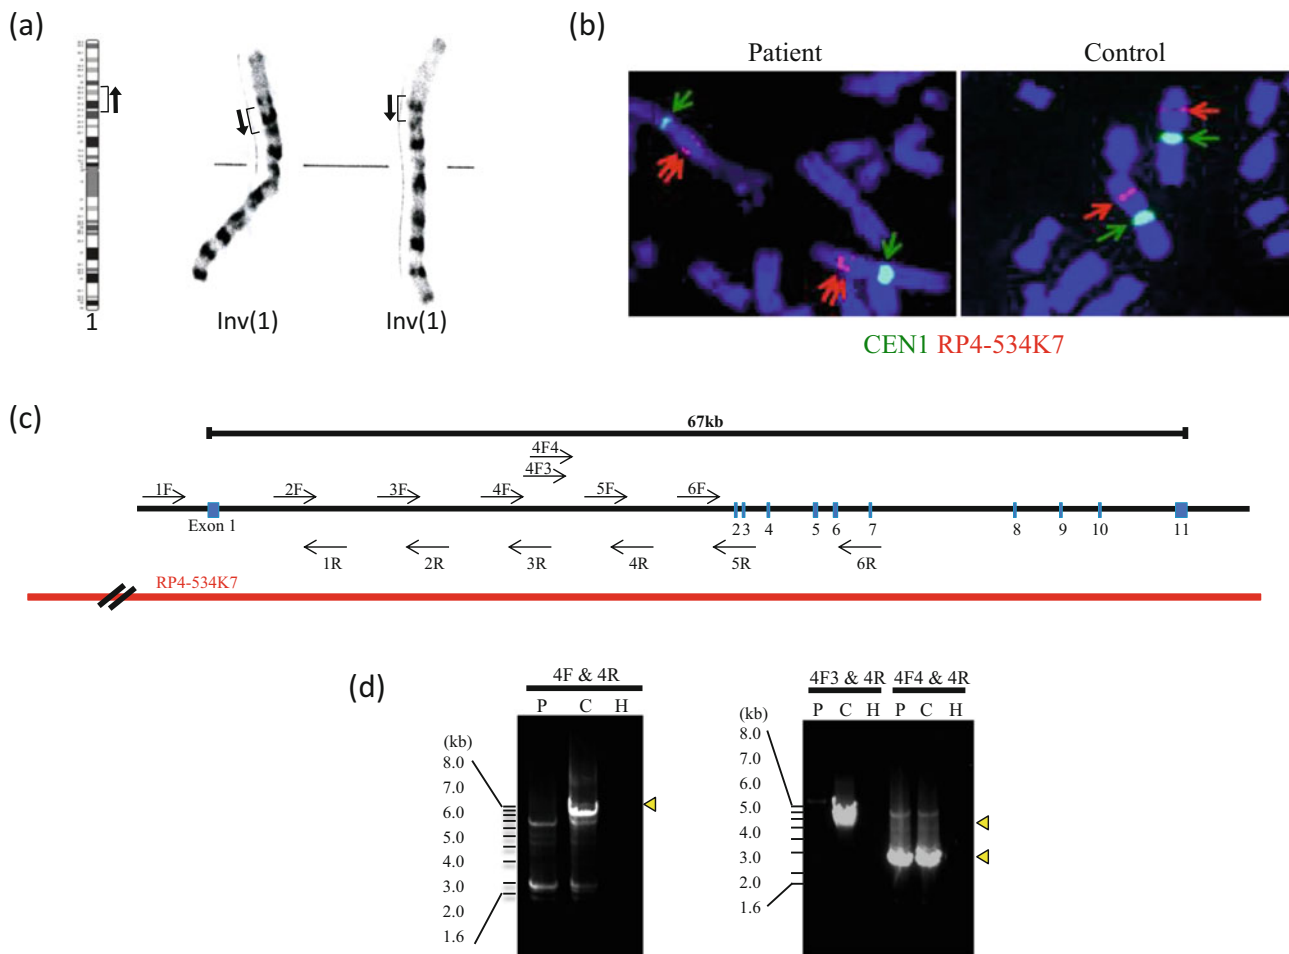 (a)
1
Inv(1)
Inv(1)
(b)
Patient
Control
CEN1 RP4-534K7
(c)
67kb
4F4
4F3
1F
2F
3F
4F
5F
6F
Exon 1
2
3
4
5
6
7
8
9
10
11
1R
2R
3R
4R
5R
6R
RP4-534K7
(d)
4F & 4R
P C H
(kb)
8.0
7.0
6.0
5.0
4.0
3.0
2.0
1.6
4F3 & 4R 4F4 & 4R
P C H P C H
(kb)
8.0
7.0
6.0
5.0
4.0
3.0
2.0
1.6